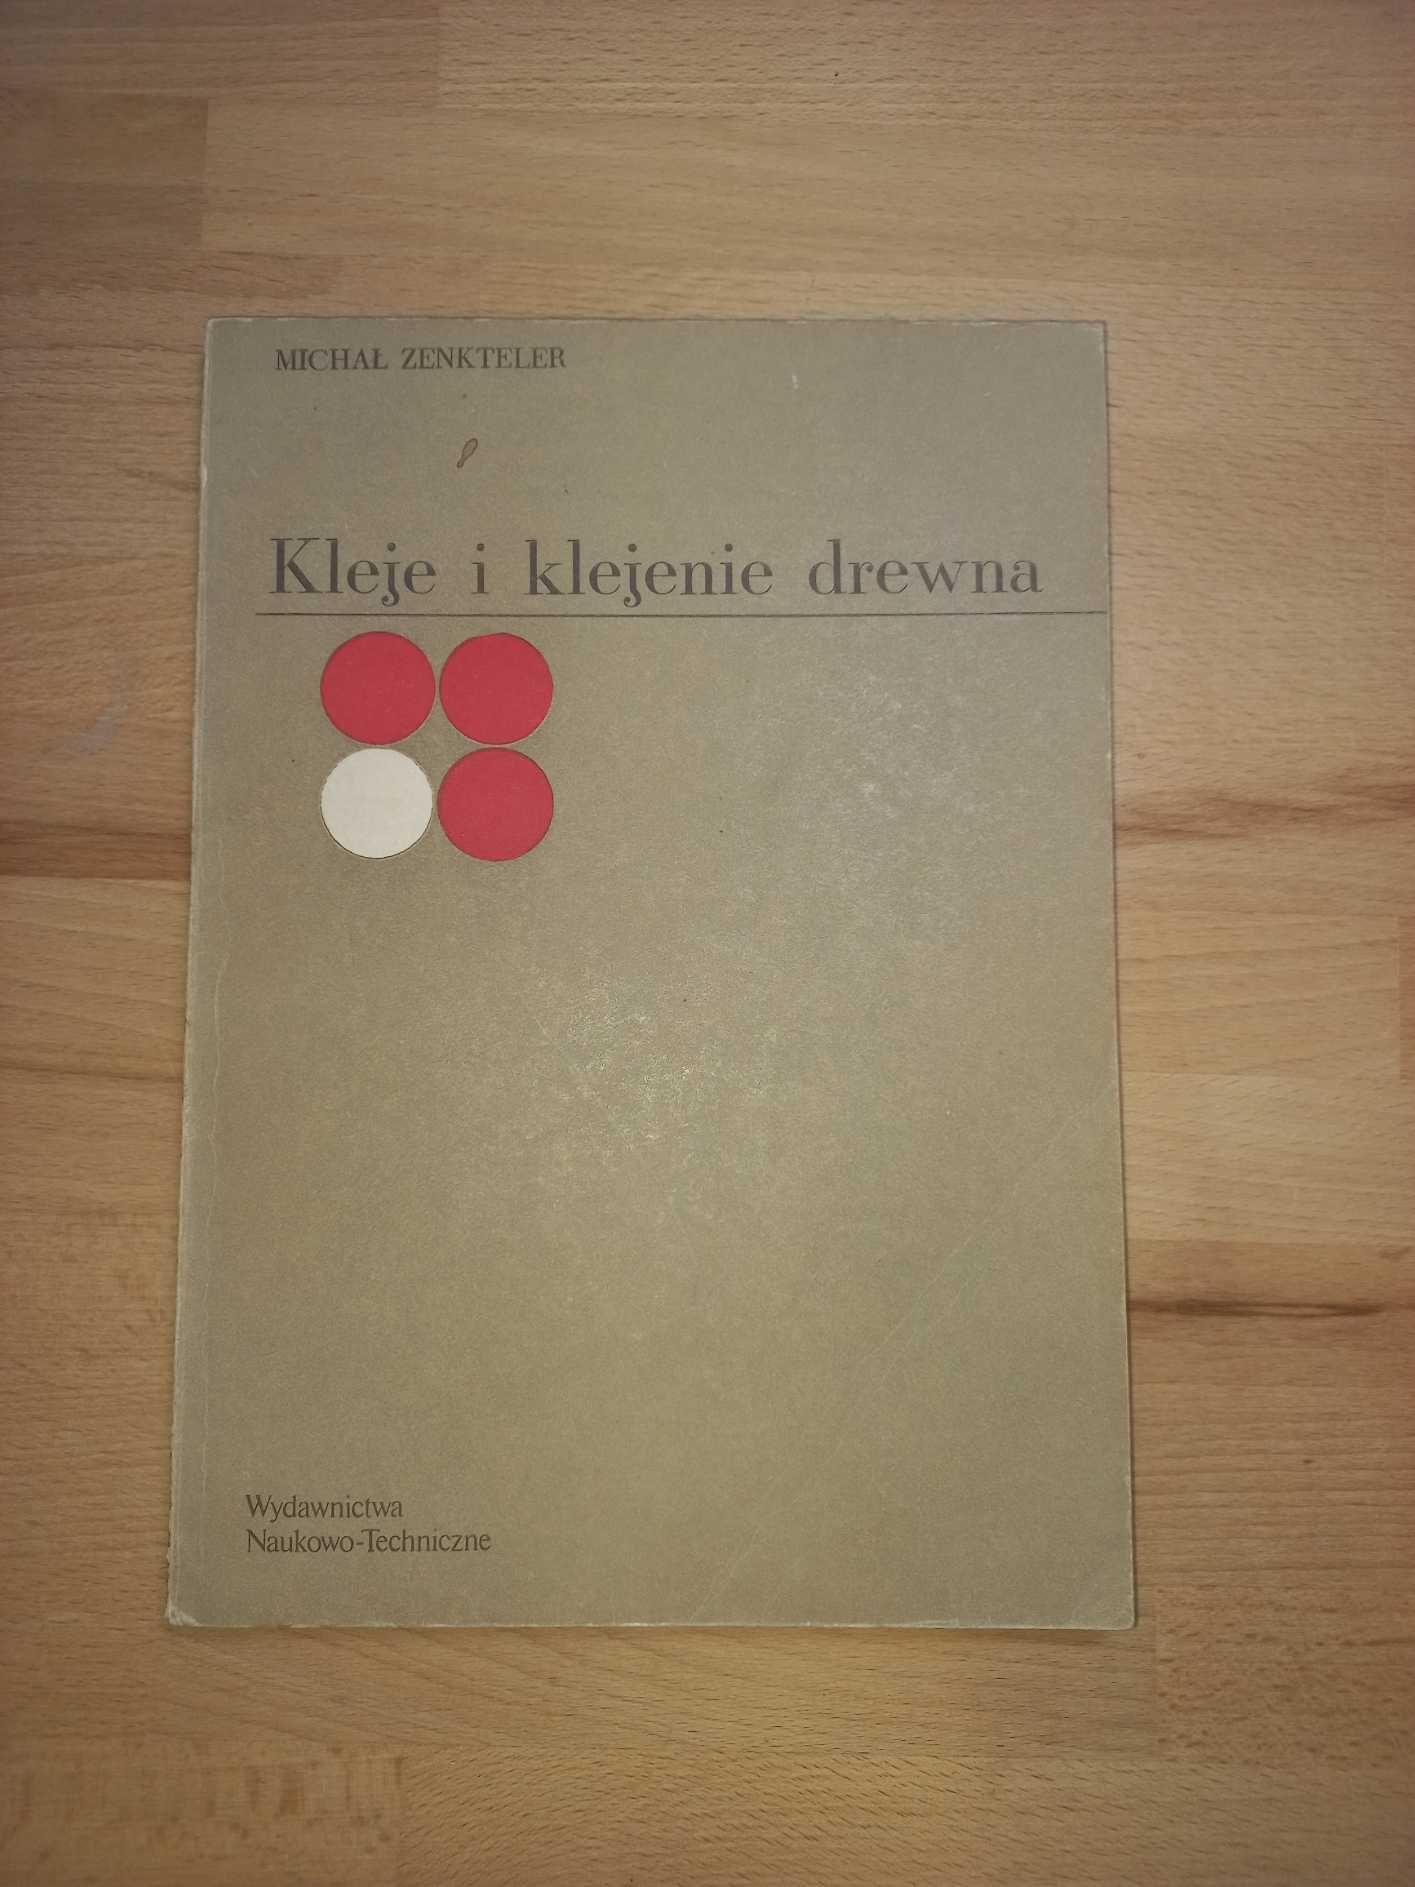 MICHAŁ ZENKTELER
Kleje i klejenie drewna
Wydawnictwa
Naukowo-Techniczne